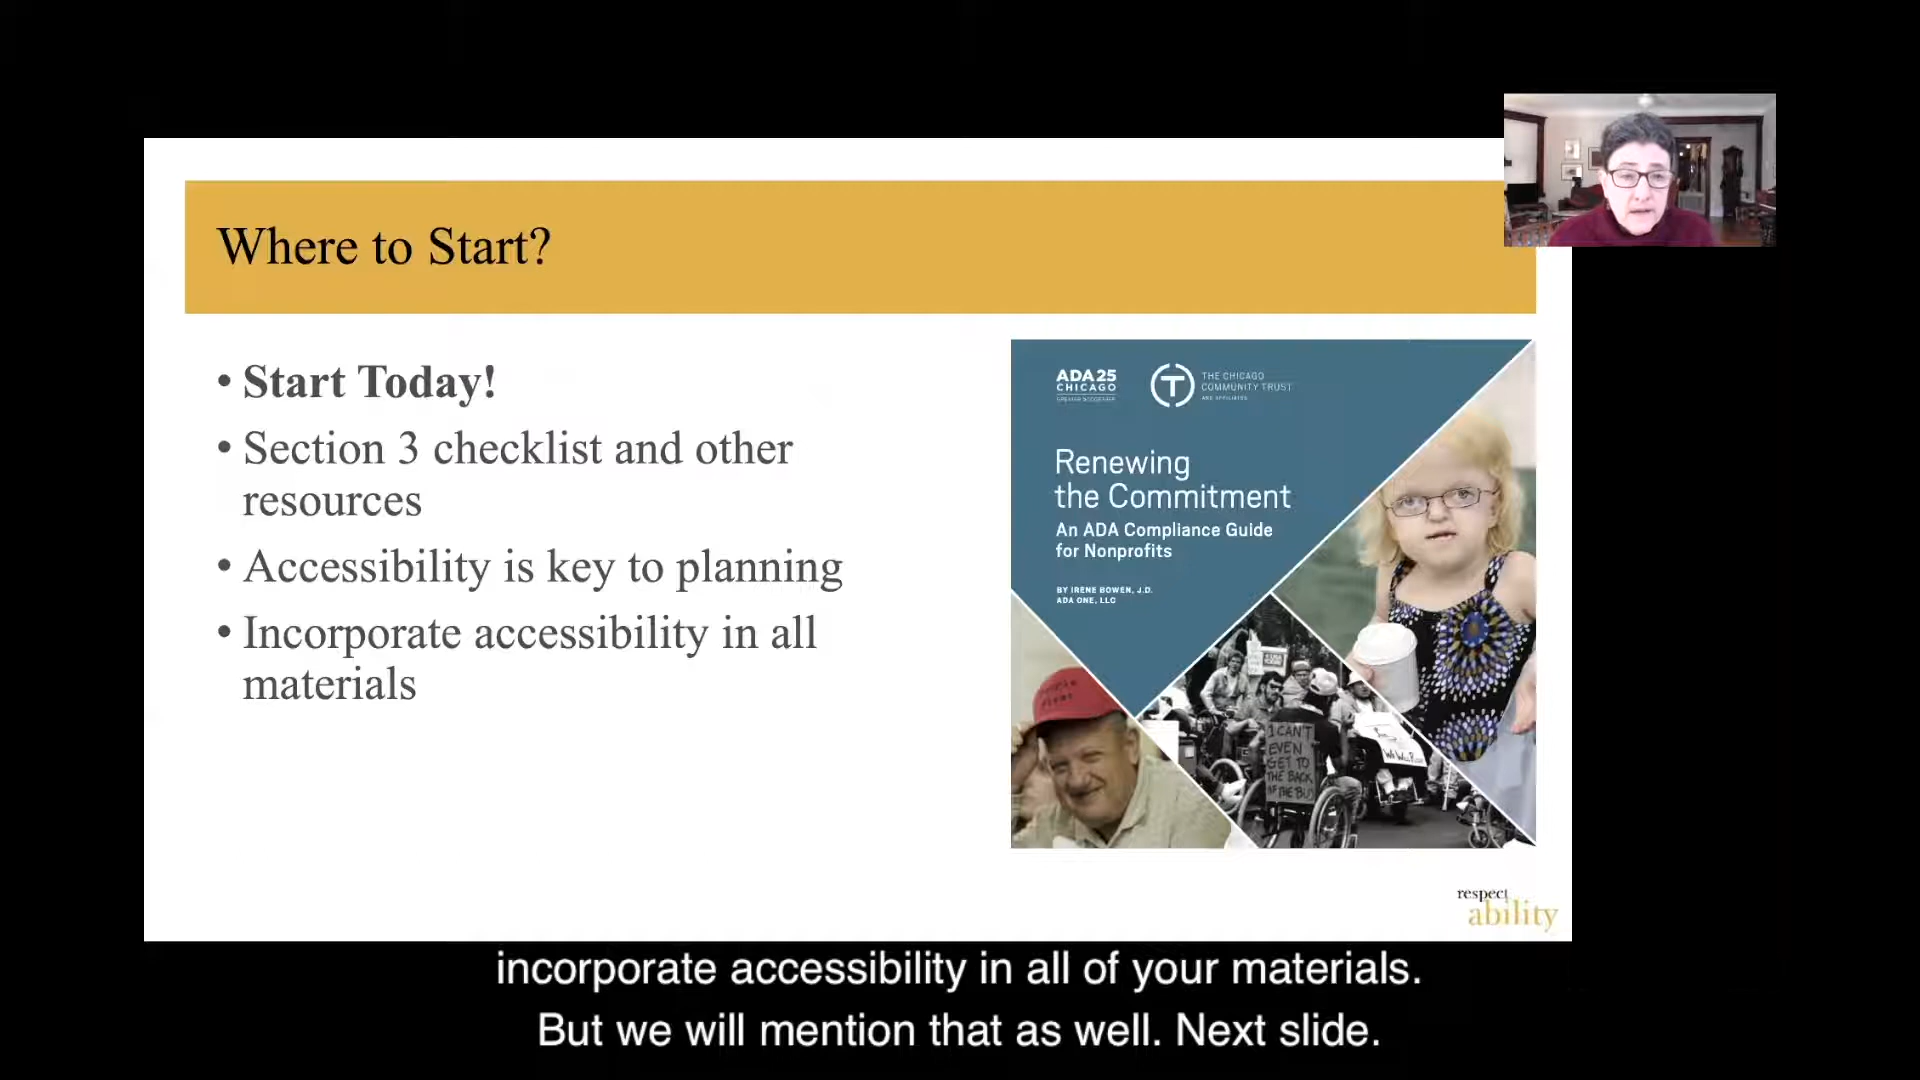 Where to Start?
• Start Today!
• Section 3 checklist and other
resources
• Accessibility is key to planning
• Incorporate accessibility in all
materials
ADA25
CHICAGO
THE CHICAGO
COMMUNITY TRUST
AND AFFILIATES
Renewing
the Commitment
An ADA Compliance Guide
for Nonprofits
BY IRENE BOWEN, J.D.
ADA ONE, LLC
I CAN'T
EVEN
GET TO
THE BACK
OF THE BUS
respect
ability
incorporate accessibility in all of your materials.
But we will mention that as well. Next slide.